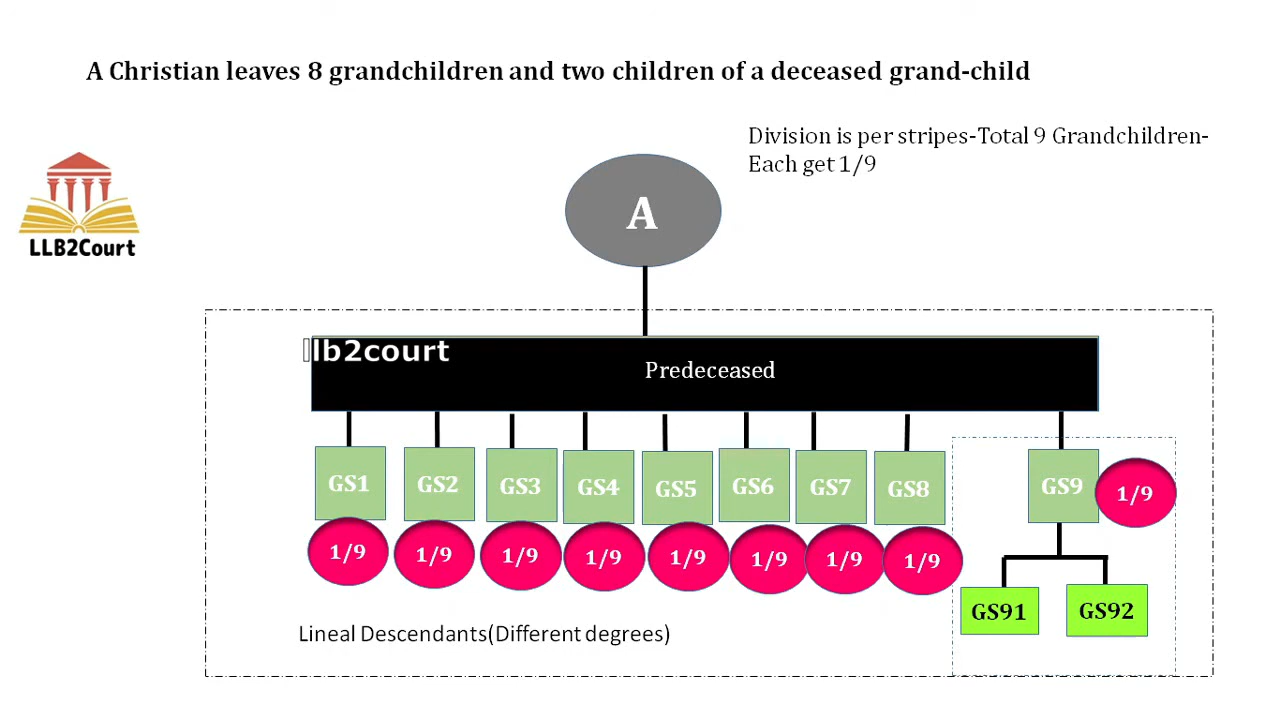 A Christian leaves 8 grandchildren and two children of a deceased grand-child
Division is per stripes-Total 9 Grandchildren-
Each get 1/9
A
LLB2Court
lb2court
Predeceased
GS1 GS2 GS3 GS4 GS5 GS6 GS7 GS8 GS9 1/9
1/9 1/9 1/9 1/9 1/9 1/9 1/9 1/9
GS91 GS92
Lineal Descendants(Different degrees)